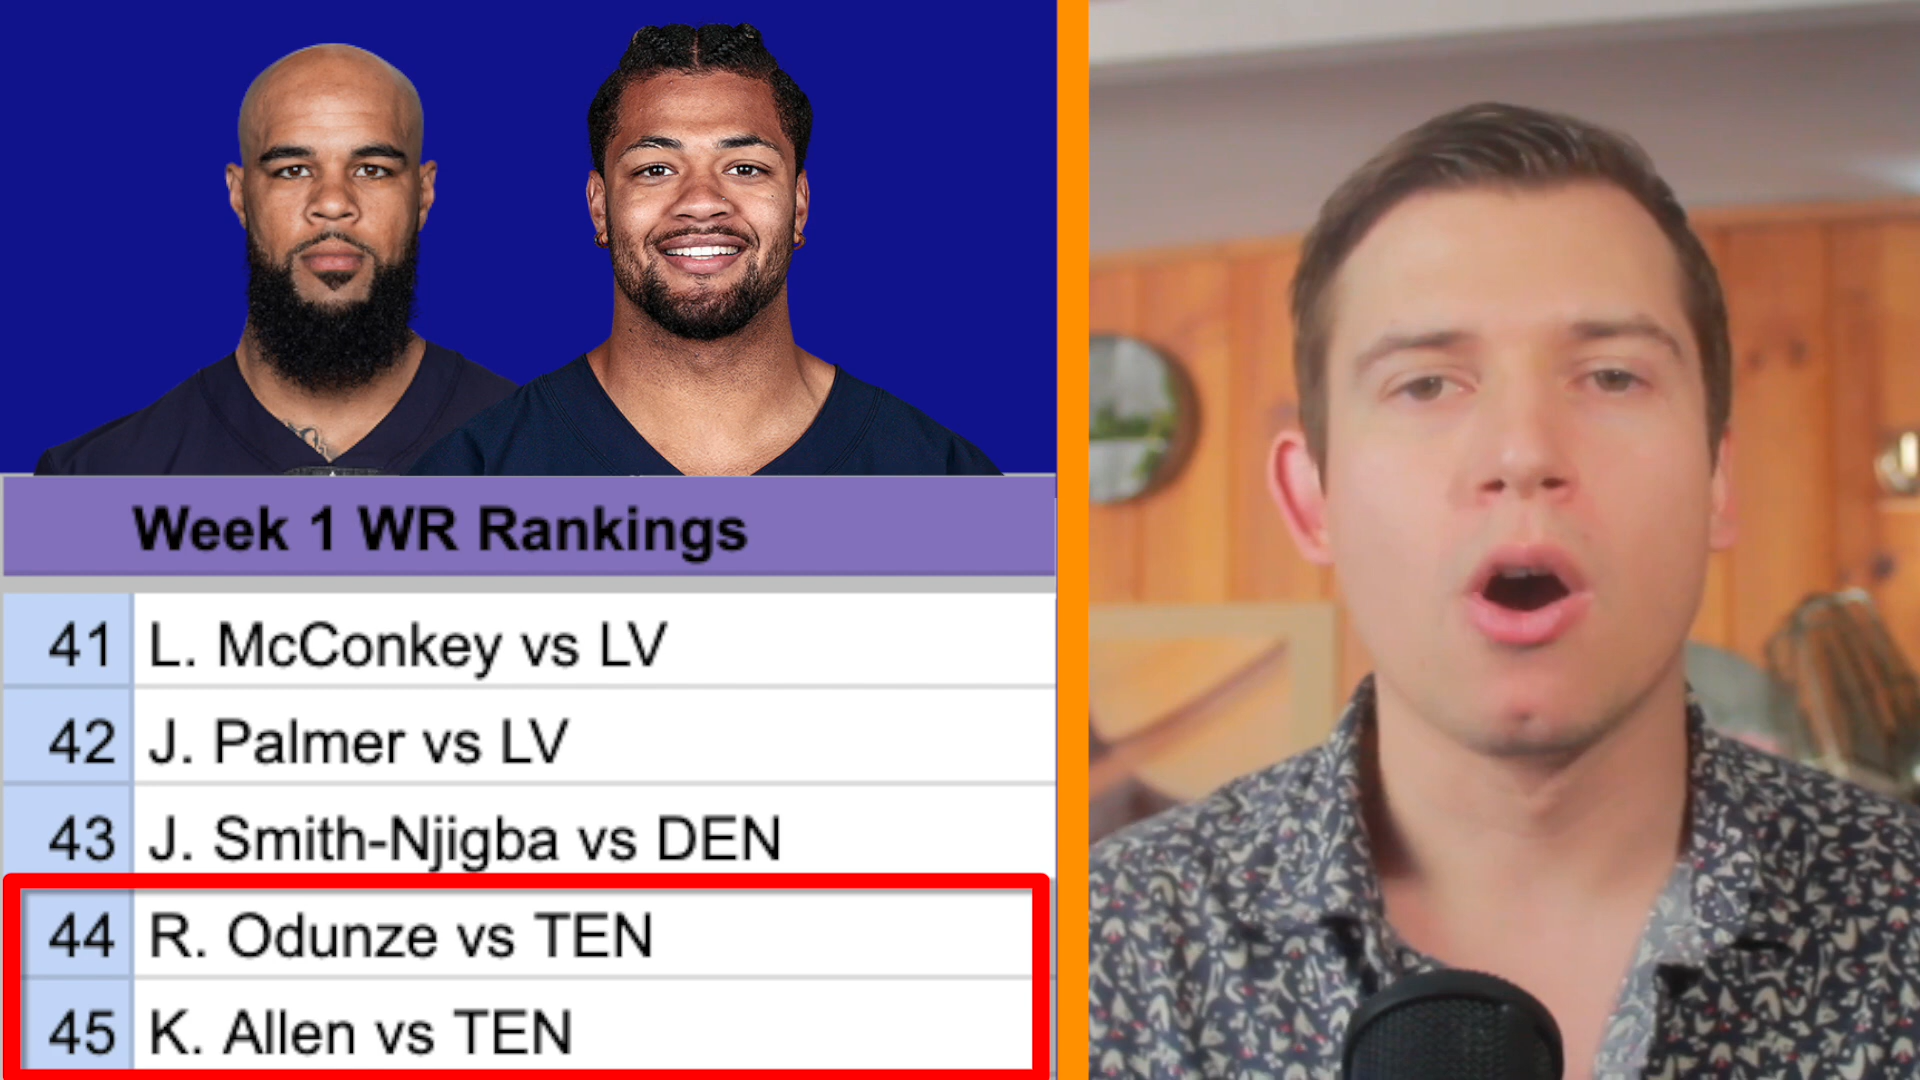 Week 1 WR Rankings
41 L. McConkey vs LV
42 J. Palmer vs LV
43 J. Smith-Njigba vs DEN
44 R. Odunze vs TEN
45 K. Allen vs TEN